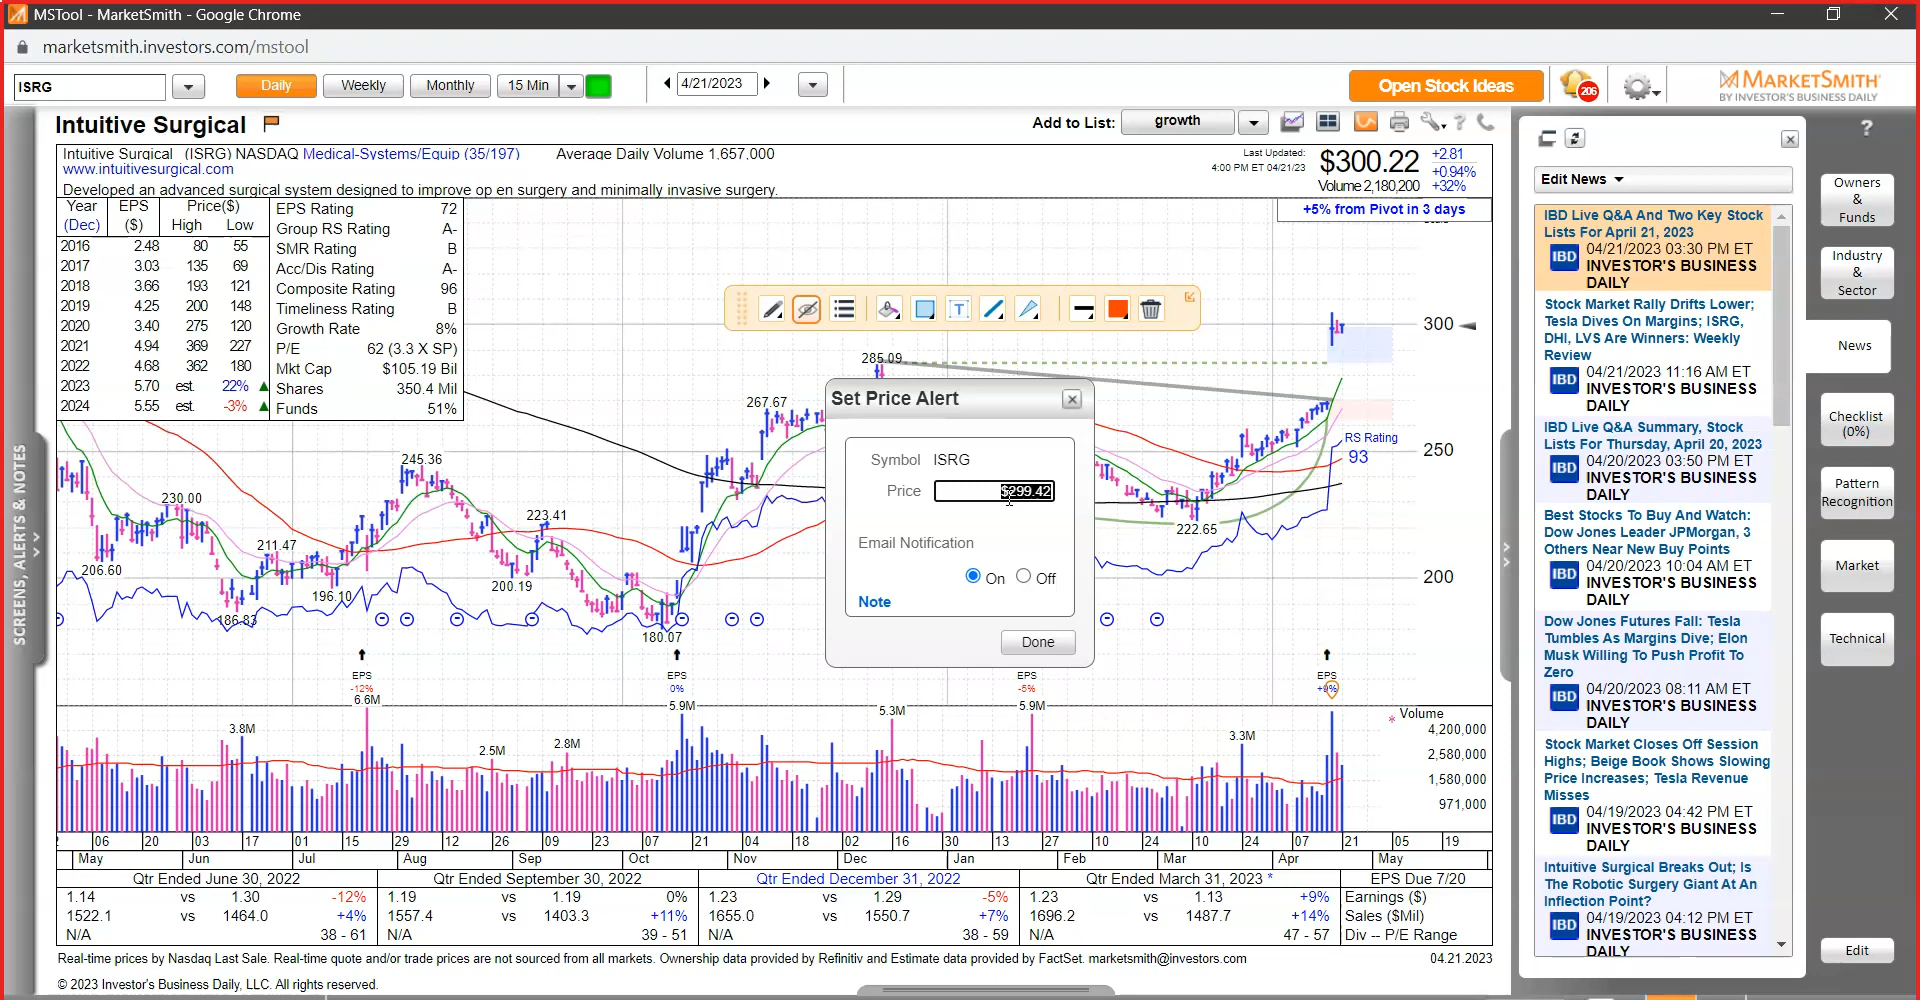 MSTool - MarketSmith - Google Chrome
marketsmith.investors.com/mstool
ISRG
Daily
Weekly
Monthly
15 Min
4/21/2023
Open Stock Ideas
206
MARKETSMITH
BY INVESTOR'S BUSINESS DAILY
Intuitive Surgical
Add to List:
growth
Intuitive Surgical (ISRG) NASDAQ Medical-Systems/Equip (35/197) Average Daily Volume 1,657,000
www.intuitivesurgical.com
Developed an advanced surgical system designed to improve op en surgery and minimally invasive surgery.
Last Updated:
4:00 PM ET 04/21/23
$300.22
Volume 2,180,200
+2.81
+0.94%
+32%
+5% from Pivot in 3 days
Year EPS Price($)
(Dec) ($) High Low
2016 2.48 80 55
2017 3.03 135 69
2018 3.66 193 121
2019 4.25 200 148
2020 3.40 275 120
2021 4.94 369 227
2022 4.68 362 180
2023 5.70 est. 22%
2024 5.55 est. -3%
EPS Rating 72
Group RS Rating A-
SMR Rating B
Acc/Dis Rating A-
Composite Rating 96
Timeliness Rating B
Growth Rate 8%
P/E 62 (3.3 X SP)
Mkt Cap $105.19 Bil
Shares 350.4 Mil
Funds 51%
300
250
200
285.09
267.67
245.36
230.00
223.41
211.47
206.60
200.19
196.10
186.83
180.07
222.65
RS Rating
93
Set Price Alert
Symbol ISRG
Price $299.42
Email Notification
On Off
Note
Done
EPS
-12%
EPS
0%
EPS
-5%
EPS
+9%
6.6M
5.9M
5.3M
5.9M
3.8M
2.5M
2.8M
3.3M
Volume
4,200,000
2,580,000
1,580,000
971,000
06 20 03 17 01 15 29 12 26 09 23 07 21 04 18 02 16 30 13 27 10 24 10 24 07 21 05 19
May Jun Jul Aug Sep Oct Nov Dec Jan Feb Mar Apr May
Qtr Ended June 30, 2022
1.14 vs 1.30 -12%
1522.1 vs 1464.0 +4%
N/A 38 - 61
Qtr Ended September 30, 2022
1.19 vs 1.19 0%
1557.4 vs 1403.3 +11%
N/A 39 - 51
Qtr Ended December 31, 2022
1.23 vs 1.29 -5%
1655.0 vs 1550.7 +7%
N/A 38 - 59
Qtr Ended March 31, 2023 *
1.23 vs 1.13 +9%
1696.2 vs 1487.7 +14%
N/A 47 - 57
EPS Due 7/20
Earnings ($)
Sales ($Mil)
Div -- P/E Range
Real-time prices by Nasdaq Last Sale. Real-time quote and/or trade prices are not sourced from all markets. Ownership data provided by Refinitiv and Estimate data provided by FactSet. marketsmith@investors.com
04.21.2023
© 2023 Investor's Business Daily, LLC. All rights reserved.
SCREENS, ALERTS & NOTES
Edit News
IBD Live Q&A And Two Key Stock
Lists For April 21, 2023
IBD
04/21/2023 03:30 PM ET
INVESTOR'S BUSINESS
DAILY
Stock Market Rally Drifts Lower;
Tesla Dives On Margins; ISRG,
DHI, LVS Are Winners: Weekly
Review
IBD
04/21/2023 11:16 AM ET
INVESTOR'S BUSINESS
DAILY
IBD Live Q&A Summary, Stock
Lists For Thursday, April 20, 2023
IBD
04/20/2023 03:50 PM ET
INVESTOR'S BUSINESS
DAILY
Best Stocks To Buy And Watch:
Dow Jones Leader JPMorgan, 3
Others Near New Buy Points
IBD
04/20/2023 10:04 AM ET
INVESTOR'S BUSINESS
DAILY
Dow Jones Futures Fall: Tesla
Tumbles As Margins Dive; Elon
Musk Willing To Push Profit To
Zero
IBD
04/20/2023 08:11 AM ET
INVESTOR'S BUSINESS
DAILY
Stock Market Closes Off Session
Highs; Beige Book Shows Slowing
Price Increases; Tesla Revenue
Misses
IBD
04/19/2023 04:42 PM ET
INVESTOR'S BUSINESS
DAILY
Intuitive Surgical Breaks Out; Is
The Robotic Surgery Giant At An
Inflection Point?
IBD
04/19/2023 04:12 PM ET
INVESTOR'S BUSINESS
DAILY
Owners
&
Funds
Industry
&
Sector
News
Checklist
(0%)
Pattern
Recognition
Market
Technical
Edit